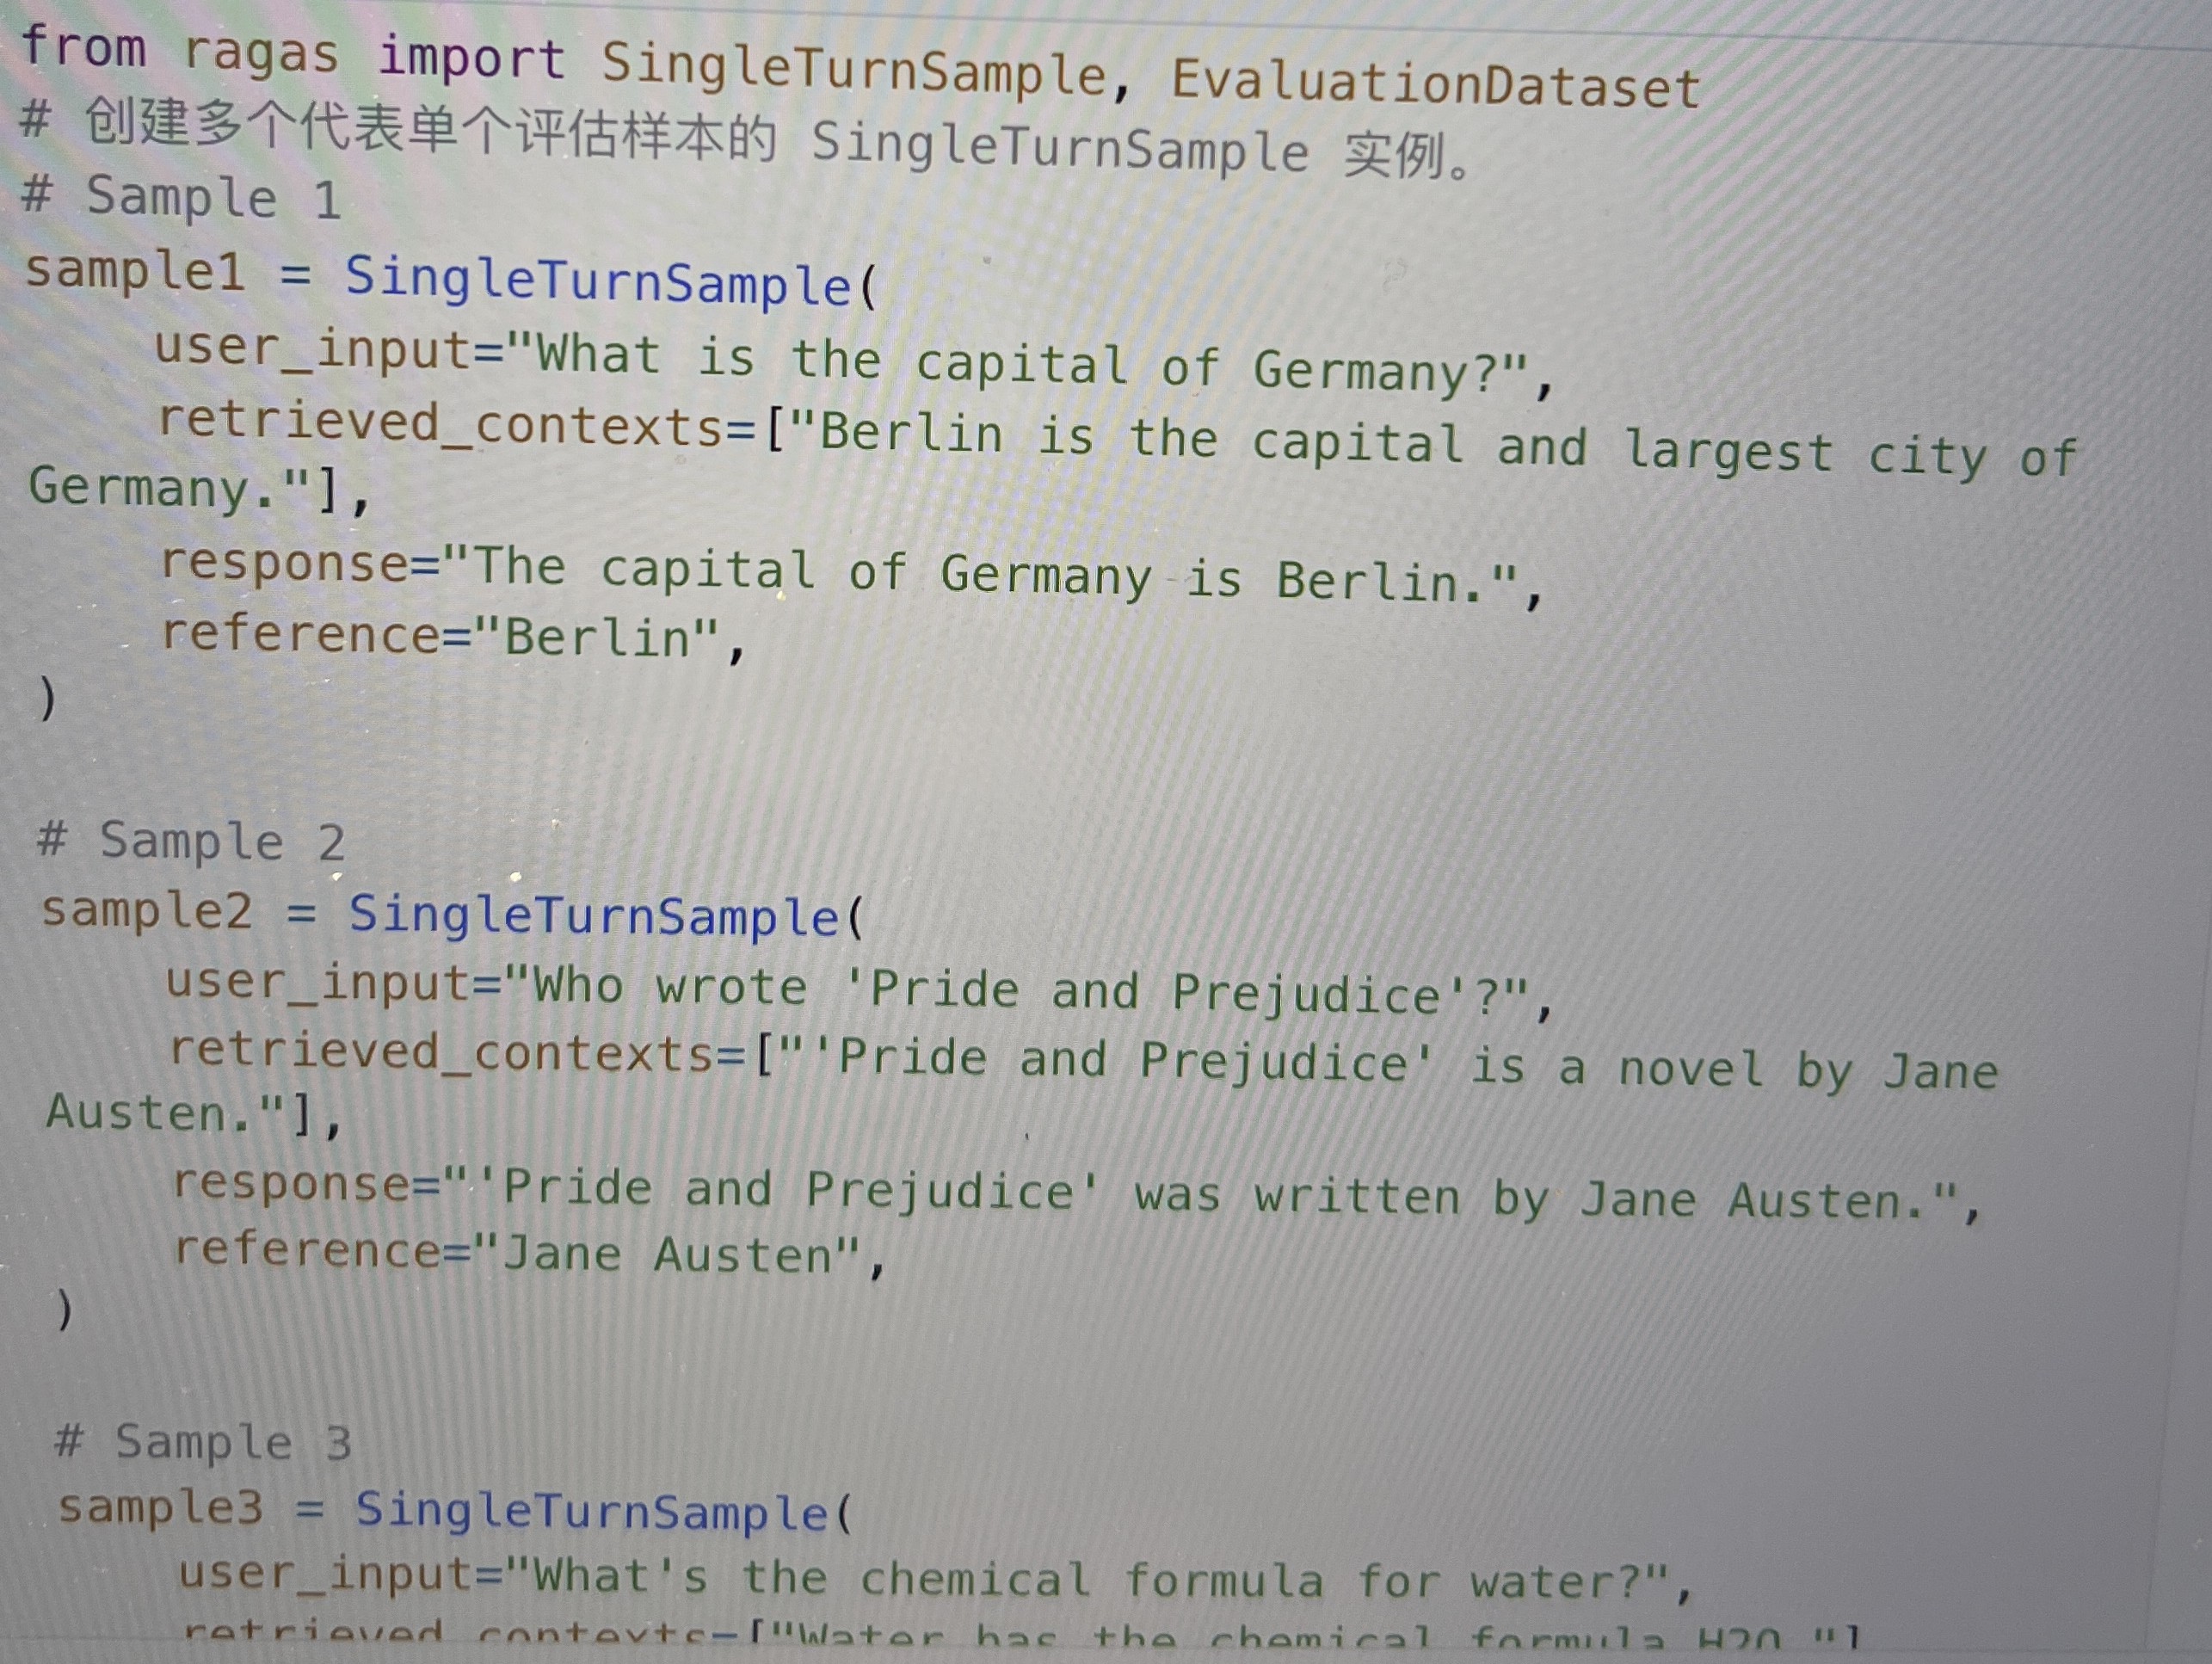 from ragas import SingleTurnSample, EvaluationDataset
# 创建多个代表单个评估样本的 SingleTurnSample 实例。
# Sample 1
sample1 = SingleTurnSample(
    user_input="What is the capital of Germany?",
    retrieved_contexts=["Berlin is the capital and largest city of
Germany."],
    response="The capital of Germany is Berlin.",
    reference="Berlin",
)
# Sample 2
sample2 = SingleTurnSample(
    user_input="Who wrote 'Pride and Prejudice'?",
    retrieved_contexts=["'Pride and Prejudice' is a novel by Jane
Austen."],
    response="'Pride and Prejudice' was written by Jane Austen.",
    reference="Jane Austen",
)
# Sample 3
sample3 = SingleTurnSample(
    user_input="What's the chemical formula for water?",
    retrieved_contexts=["Water has the chemical formula H2O."]